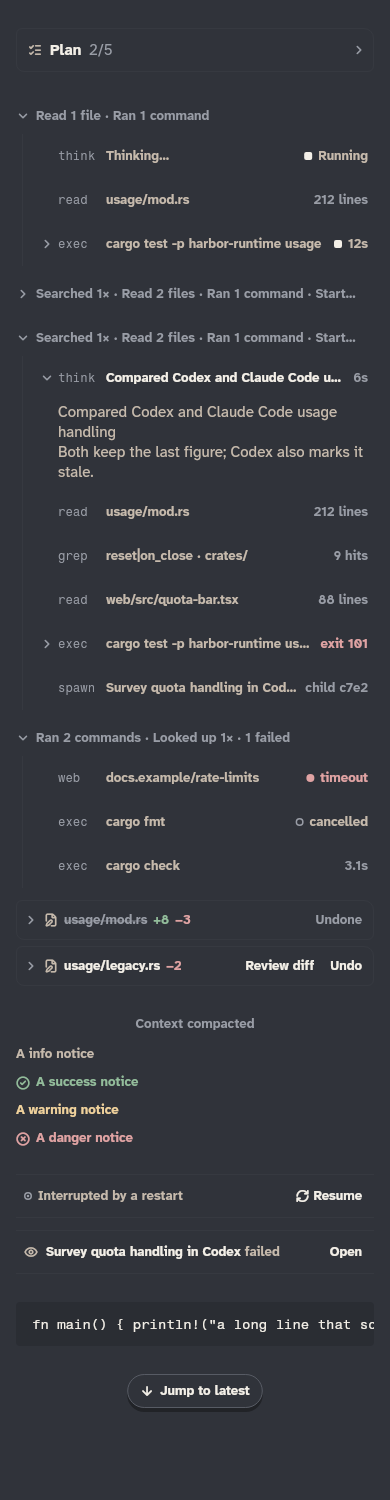 Plan 2/5
Read 1 file · Ran 1 command
think Thinking... Running
read usage/mod.rs 212 lines
exec cargo test -p harbor-runtime usage 12s
Searched 1× · Read 2 files · Ran 1 command · Start...
Searched 1× · Read 2 files · Ran 1 command · Start...
think Compared Codex and Claude Code u... 6s
Compared Codex and Claude Code usage
handling
Both keep the last figure; Codex also marks it
stale.
read usage/mod.rs 212 lines
grep reset|on_close · crates/ 9 hits
read web/src/quota-bar.tsx 88 lines
exec cargo test -p harbor-runtime us... exit 101
spawn Survey quota handling in Cod... child c7e2
Ran 2 commands · Looked up 1× · 1 failed
web docs.example/rate-limits timeout
exec cargo fmt cancelled
exec cargo check 3.1s
usage/mod.rs +8 −3 Undone
usage/legacy.rs −2 Review diff Undo
Context compacted
A info notice
A success notice
A warning notice
A danger notice
Interrupted by a restart Resume
Survey quota handling in Codex failed Open
fn main() { println!("a long line that sc
Jump to latest